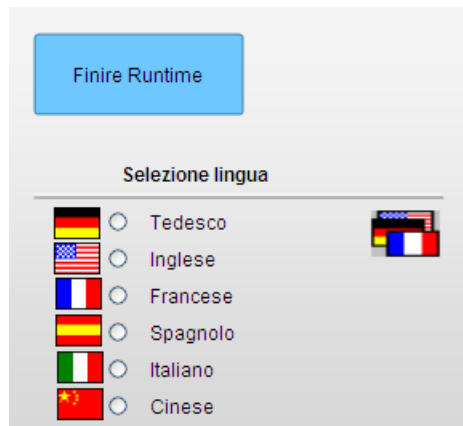 Finire Runtime
Selezione lingua
Tedesco
Inglese
Francese
Spagnolo
Italiano
Cinese